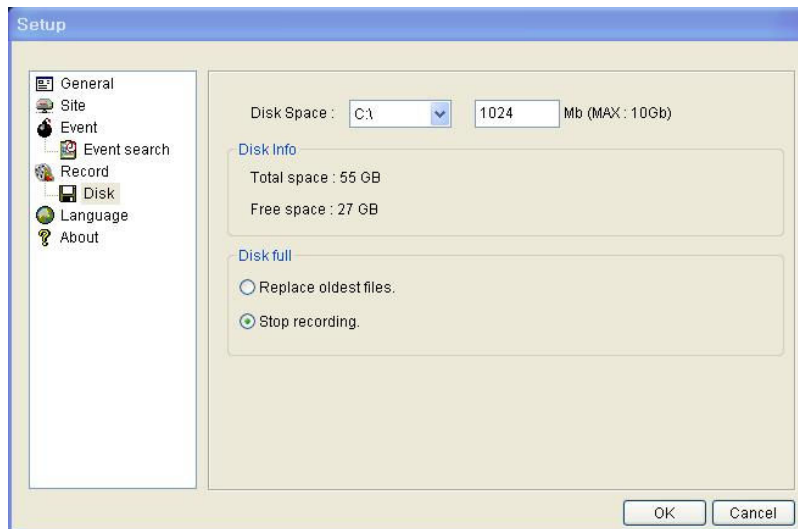 Setup
General
Site
Event
Event search
Record
Disk
Language
About
Disk Space : C:\ 1024 Mb (MAX : 10Gb)
Disk Info
Total space : 55 GB
Free space : 27 GB
Disk full
Replace oldest files.
Stop recording.
OK Cancel